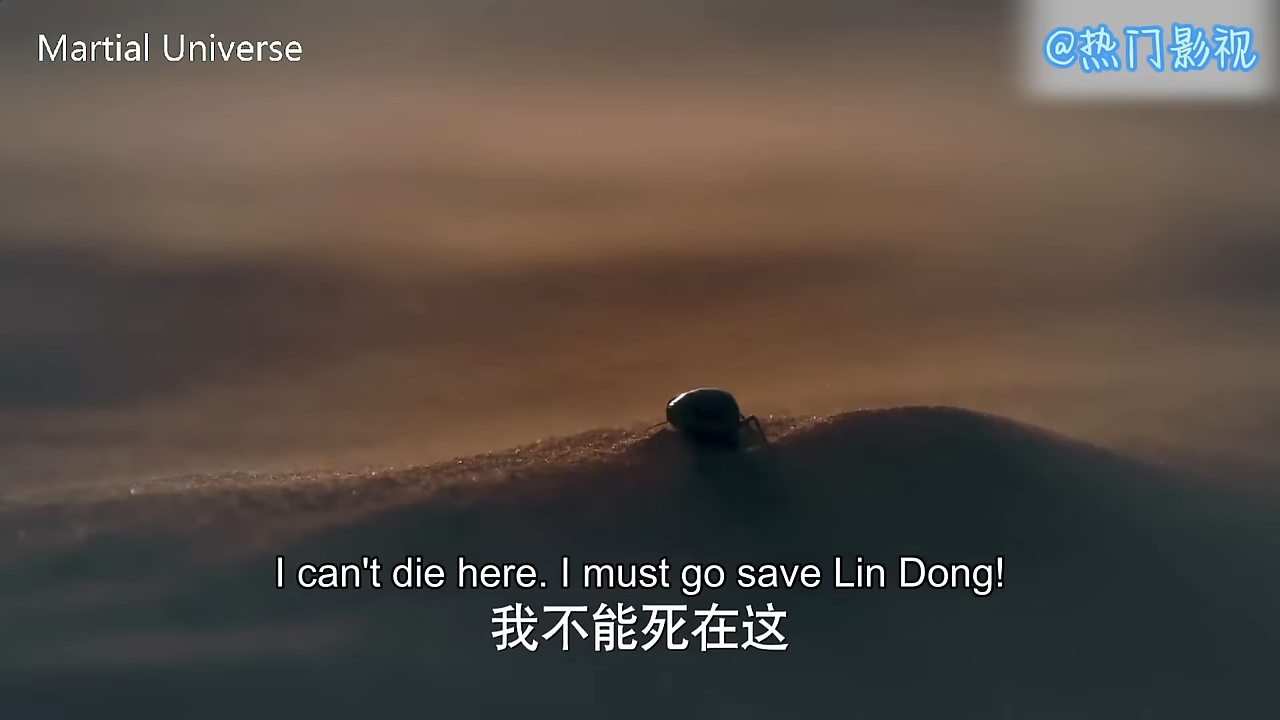 Martial Universe
@热门影视
I can't die here. I must go save Lin Dong!
我不能死在这